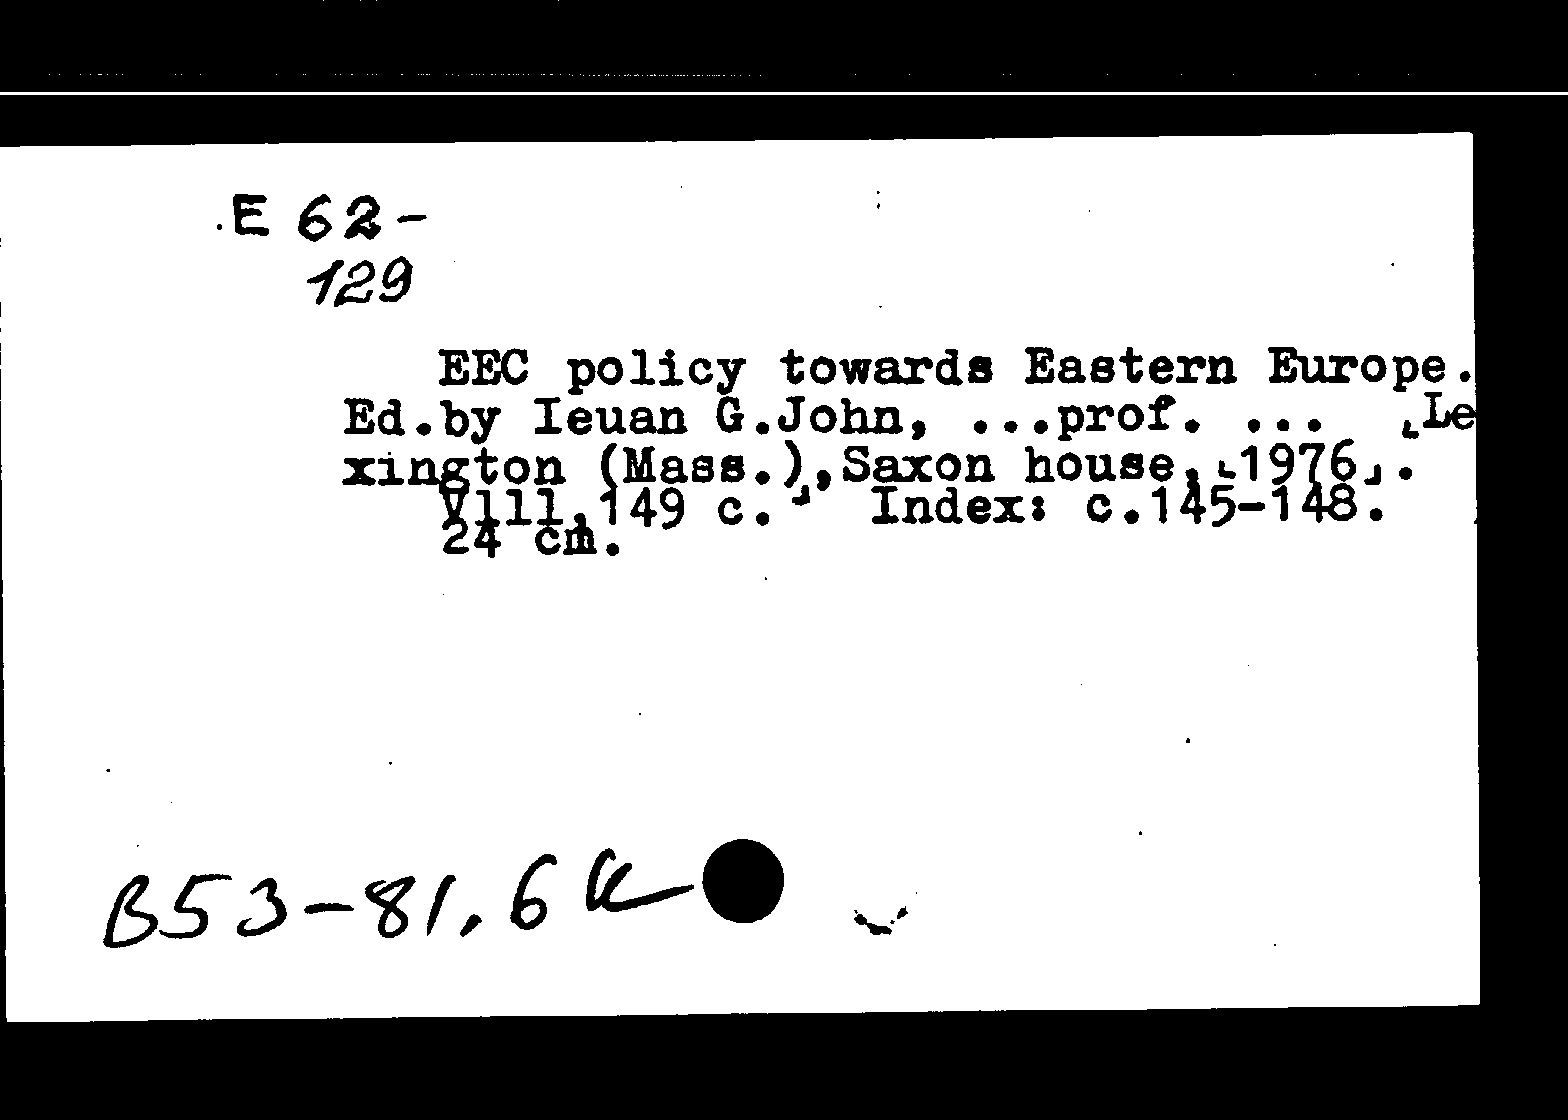 E 62-
129
EEC policy towards Eastern Europe.
Ed.by Ieuan G.John, ...prof. ... [Le
xington (Mass.), Saxon house, [1976].
VIII,149 c. Index: c.145-148.
24 cm.
B53-81,6